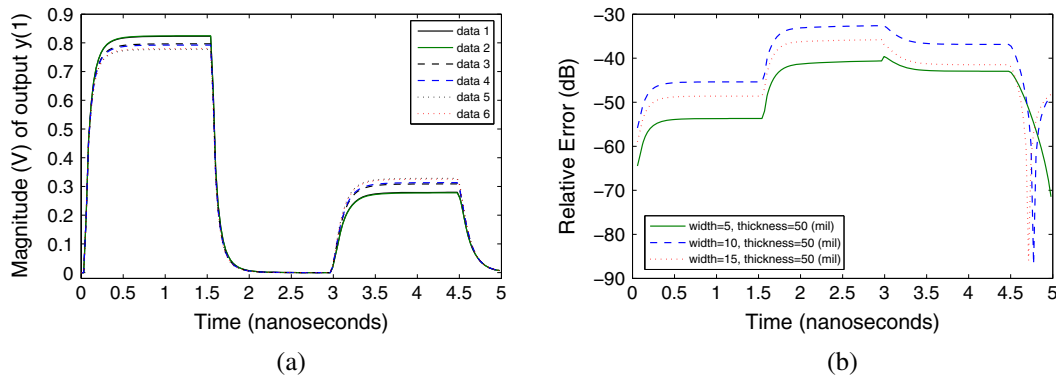 0.9
0.8
0.7
0.6
0.5
0.4
0.3
0.2
0.1
0
Magnitude (V) of output y(1)
data 1
data 2
data 3
data 4
data 5
data 6
0 0.5 1 1.5 2 2.5 3 3.5 4 4.5 5
Time (nanoseconds)
(a)
−30
−40
−50
−60
−70
−80
−90
Relative Error (dB)
width=5, thickness=50 (mil)
width=10, thickness=50 (mil)
width=15, thickness=50 (mil)
0 0.5 1 1.5 2 2.5 3 3.5 4 4.5 5
Time (nanoseconds)
(b)